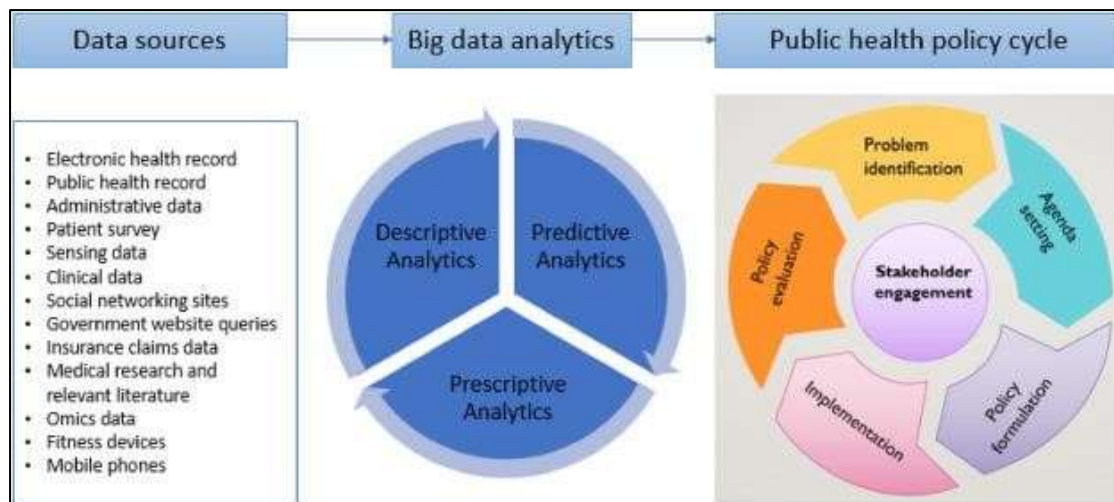 Data sources
Big data analytics
Public health policy cycle
• Electronic health record
• Public health record
• Administrative data
• Patient survey
• Sensing data
• Clinical data
• Social networking sites
• Government website queries
• Insurance claims data
• Medical research and
relevant literature
• Omics data
• Fitness devices
• Mobile phones
Descriptive
Analytics
Predictive
Analytics
Prescriptive
Analytics
Problem
identification
Agenda
setting
Policy
formulation
Implementation
Policy
evaluation
Stakeholder
engagement